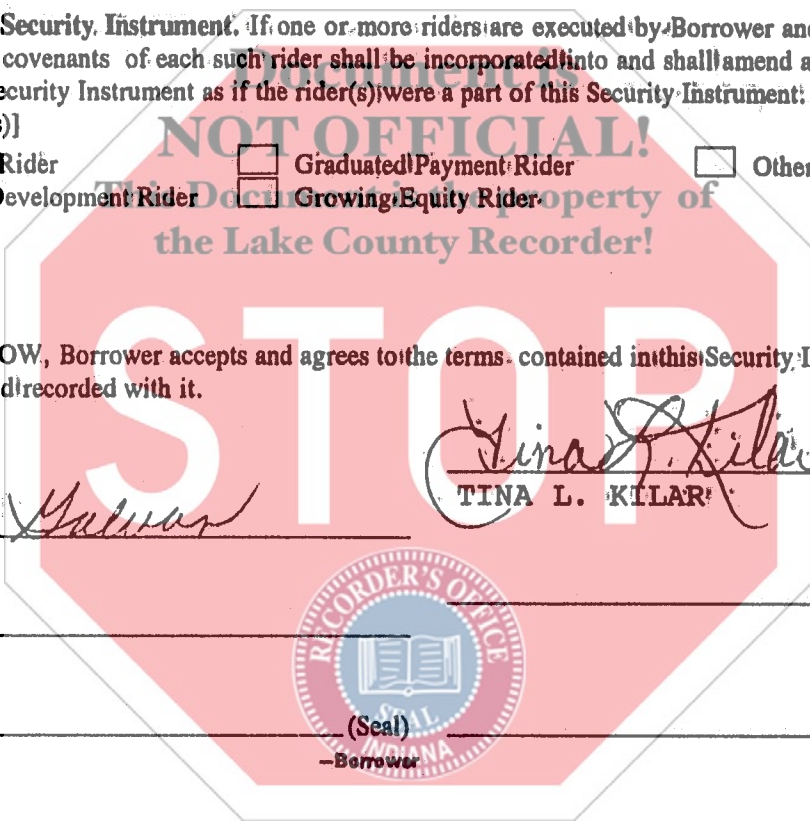 Security Instrument. If one or more riders are executed by Borrower and
covenants of each such rider shall be incorporated into and shall amend a
ecurity Instrument as if the rider(s) were a part of this Security Instrument:
)]
Document is
NOT OFFICIAL!
This Document is the property of
the Lake County Recorder!
Rider Graduated Payment Rider Other
evelopment Rider Growing Equity Rider
STOP
OW, Borrower accepts and agrees to the terms contained in this Security I
d recorded with it.
Tina L. Kilar
TINA L. KILAR
Galvan
RECORDER'S OFFICE
SEAL
INDIANA
(Seal)
-Borrower